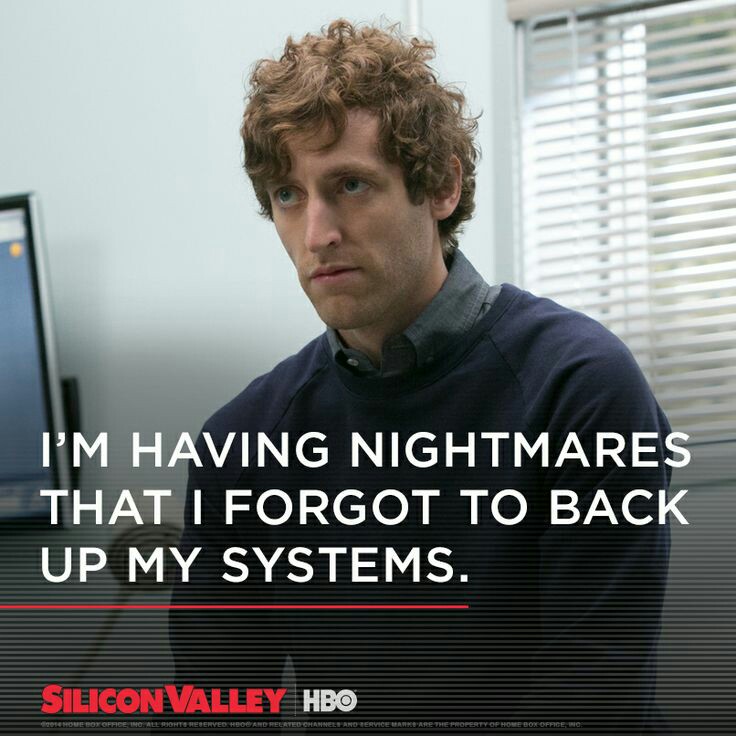 I'M HAVING NIGHTMARES
THAT I FORGOT TO BACK
UP MY SYSTEMS.
SILICON VALLEY | HBO
©2014 HOME BOX OFFICE, INC. ALL RIGHTS RESERVED. HBO® AND RELATED CHANNELS AND SERVICE MARKS ARE THE PROPERTY OF HOME BOX OFFICE, INC.